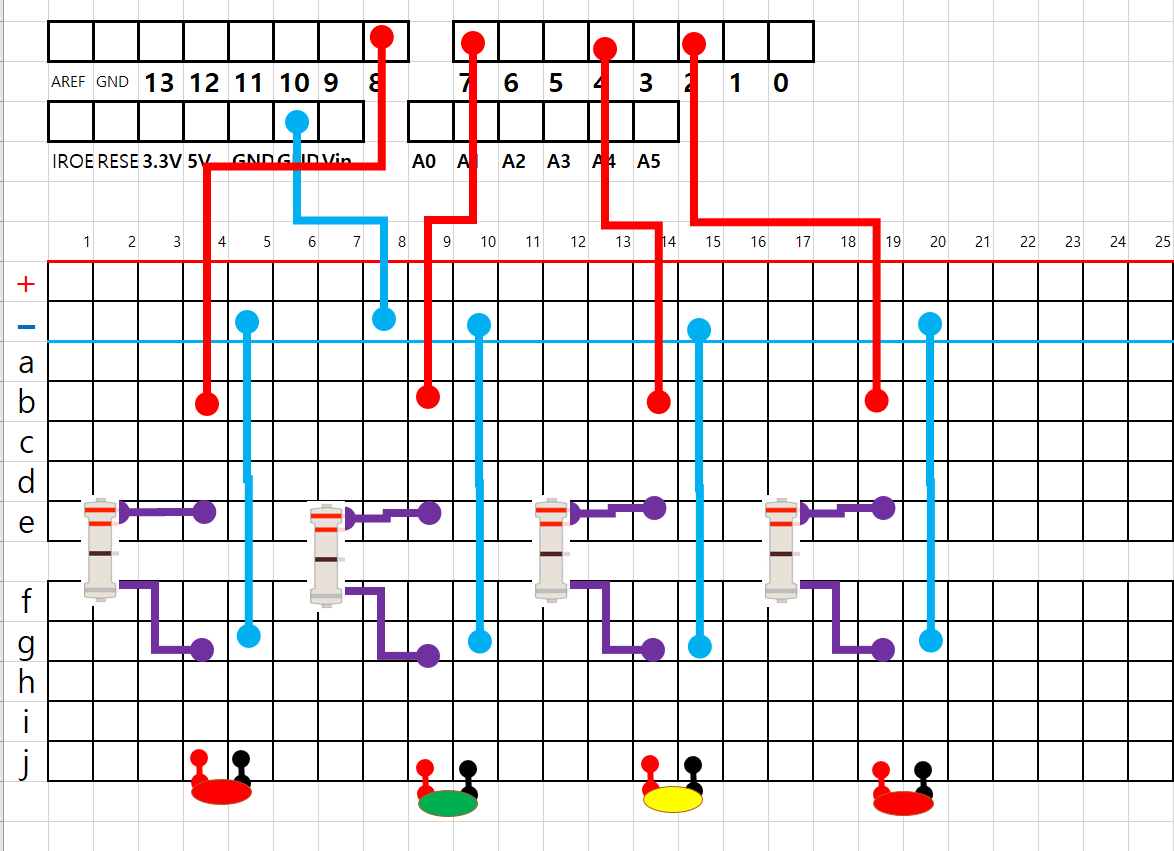 AREF GND 13 12 11 10 9 8 7 6 5 4 3 2 1 0
IROE RESE 3.3V 5V GND GND Vin A0 A1 A2 A3 A4 A5
1 2 3 4 5 6 7 8 9 10 11 12 13 14 15 16 17 18 19 20 21 22 23 24 25
+
−
a
b
c
d
e
f
g
h
i
j